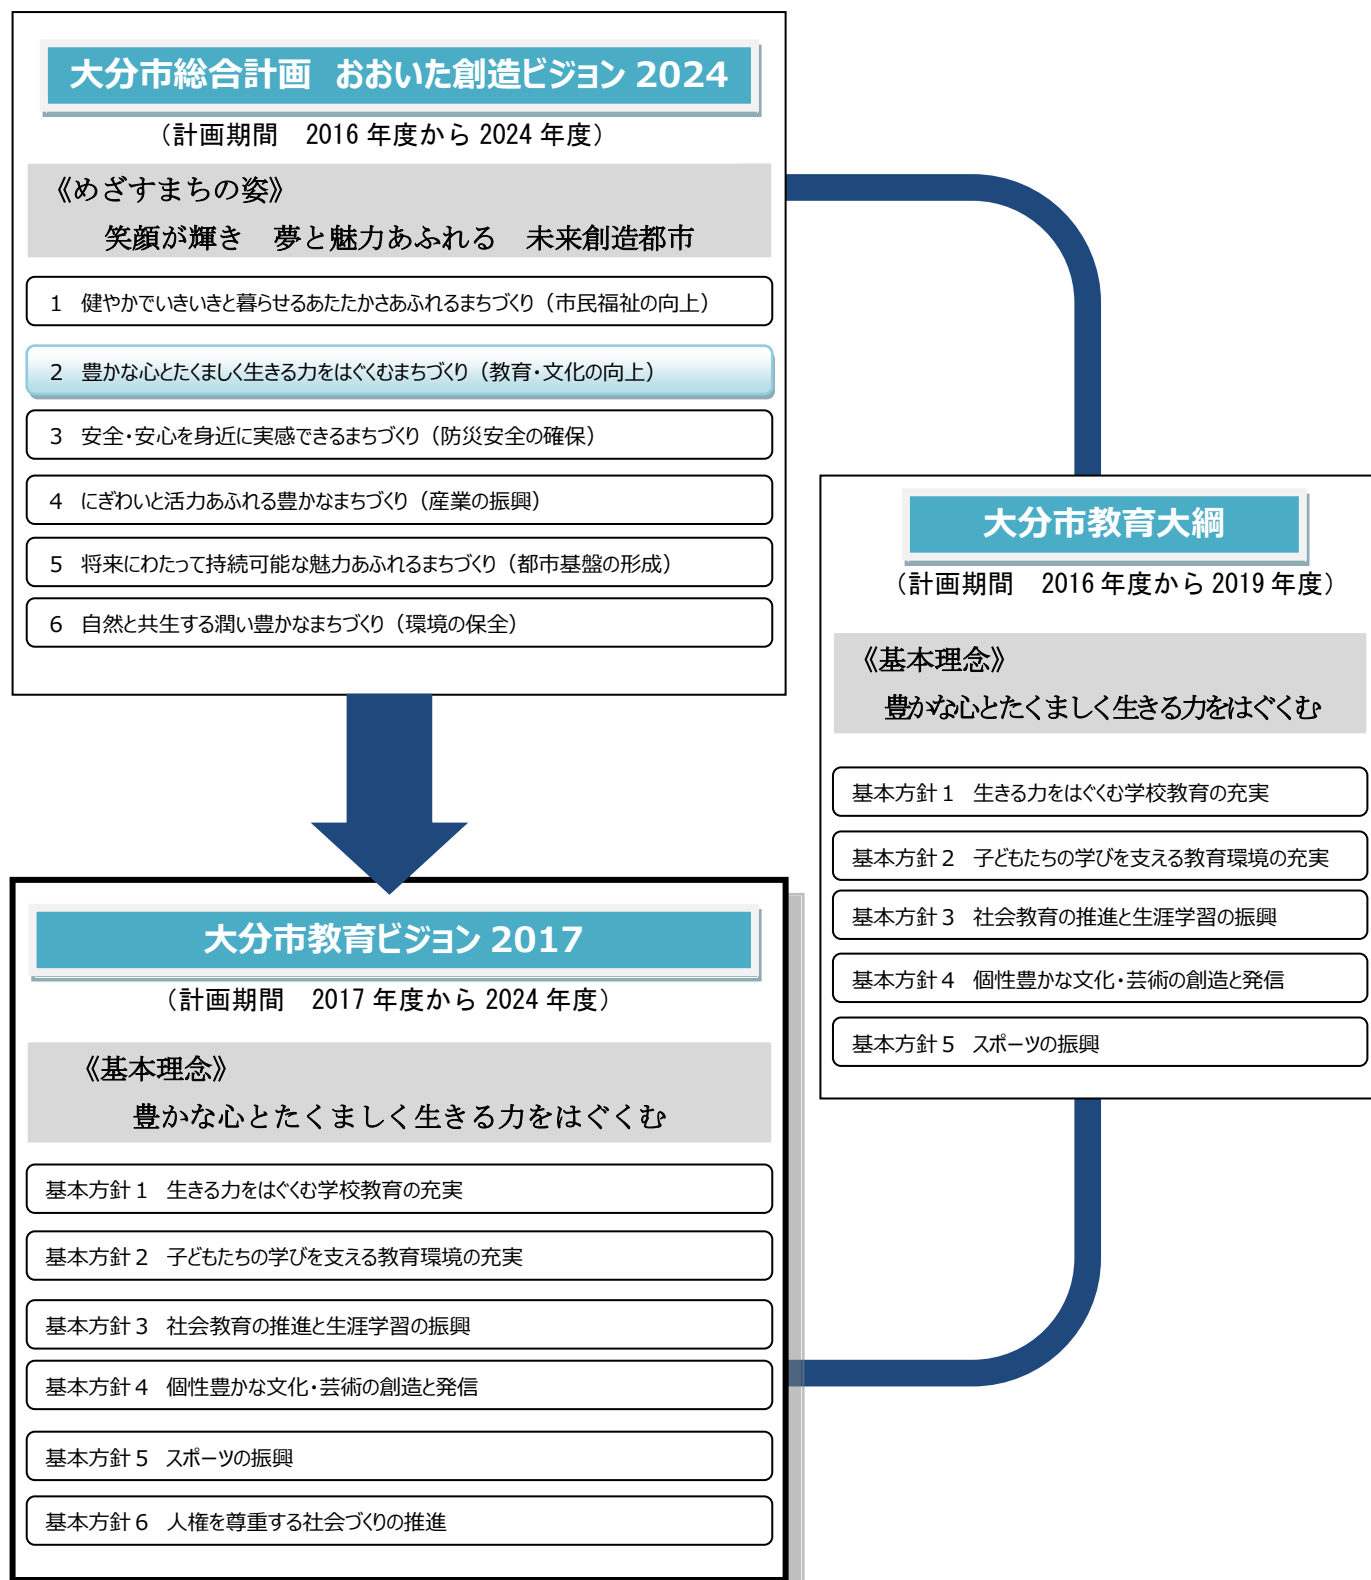 大分市総合計画　おおいた創造ビジョン 2024
（計画期間　2016 年度から 2024 年度）
《めざすまちの姿》
笑顔が輝き　夢と魅力あふれる　未来創造都市
1　健やかでいきいきと暮らせるあたたかさあふれるまちづくり（市民福祉の向上）
2　豊かな心とたくましく生きる力をはぐくむまちづくり（教育・文化の向上）
3　安全・安心を身近に実感できるまちづくり（防災安全の確保）
4　にぎわいと活力あふれる豊かなまちづくり（産業の振興）
5　将来にわたって持続可能な魅力あふれるまちづくり（都市基盤の形成）
6　自然と共生する潤い豊かなまちづくり（環境の保全）
大分市教育大綱
（計画期間　2016 年度から 2019 年度）
《基本理念》
豊かな心とたくましく生きる力をはぐくむ
基本方針１　生きる力をはぐくむ学校教育の充実
基本方針２　子どもたちの学びを支える教育環境の充実
基本方針３　社会教育の推進と生涯学習の振興
基本方針４　個性豊かな文化・芸術の創造と発信
基本方針５　スポーツの振興
大分市教育ビジョン 2017
（計画期間　2017 年度から 2024 年度）
《基本理念》
豊かな心とたくましく生きる力をはぐくむ
基本方針１　生きる力をはぐくむ学校教育の充実
基本方針２　子どもたちの学びを支える教育環境の充実
基本方針３　社会教育の推進と生涯学習の振興
基本方針４　個性豊かな文化・芸術の創造と発信
基本方針５　スポーツの振興
基本方針６　人権を尊重する社会づくりの推進